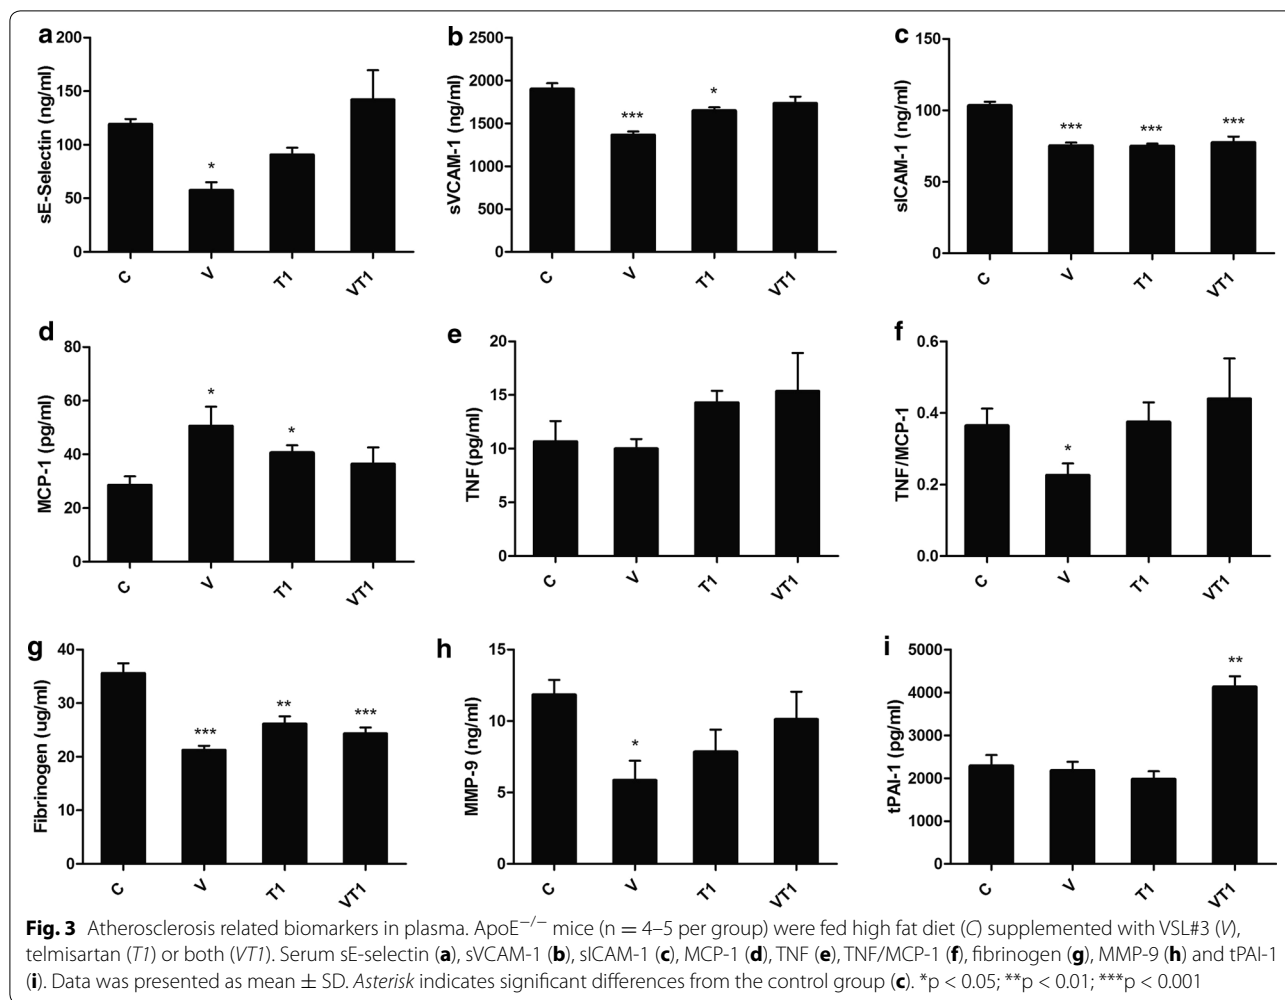 a
200
150
100
50
0
sE-Selectin (ng/ml)
*
C
V
T1
VT1
b
2500
2000
1500
1000
500
0
sVCAM-1 (ng/ml)
***
*
C
V
T1
VT1
c
150
100
50
0
sICAM-1 (ng/ml)
***
***
***
C
V
T1
VT1
d
80
60
40
20
0
MCP-1 (pg/ml)
*
*
C
V
T1
VT1
e
20
15
10
5
0
TNF(pg/ml)
C
V
T1
VT1
f
0.6
0.4
0.2
0.0
TNF/MCP-1
*
C
V
T1
VT1
g
40
30
20
10
0
Fibrinogen (ug/ml)
***
**
***
C
V
T1
VT1
h
15
10
5
0
MMP-9 (ng/ml)
*
C
V
T1
VT1
i
5000
4000
3000
2000
1000
0
tPAI-1 (pg/ml)
**
C
V
T1
VT1
Fig. 3 Atherosclerosis related biomarkers in plasma. ApoE−/− mice (n = 4–5 per group) were fed high fat diet (C) supplemented with VSL#3 (V),
telmisartan (T1) or both (VT1). Serum sE-selectin (a), sVCAM-1 (b), sICAM-1 (c), MCP-1 (d), TNF (e), TNF/MCP-1 (f), fibrinogen (g), MMP-9 (h) and tPAI-1
(i). Data was presented as mean ± SD. Asterisk indicates significant differences from the control group (c). *p < 0.05; **p < 0.01; ***p < 0.001